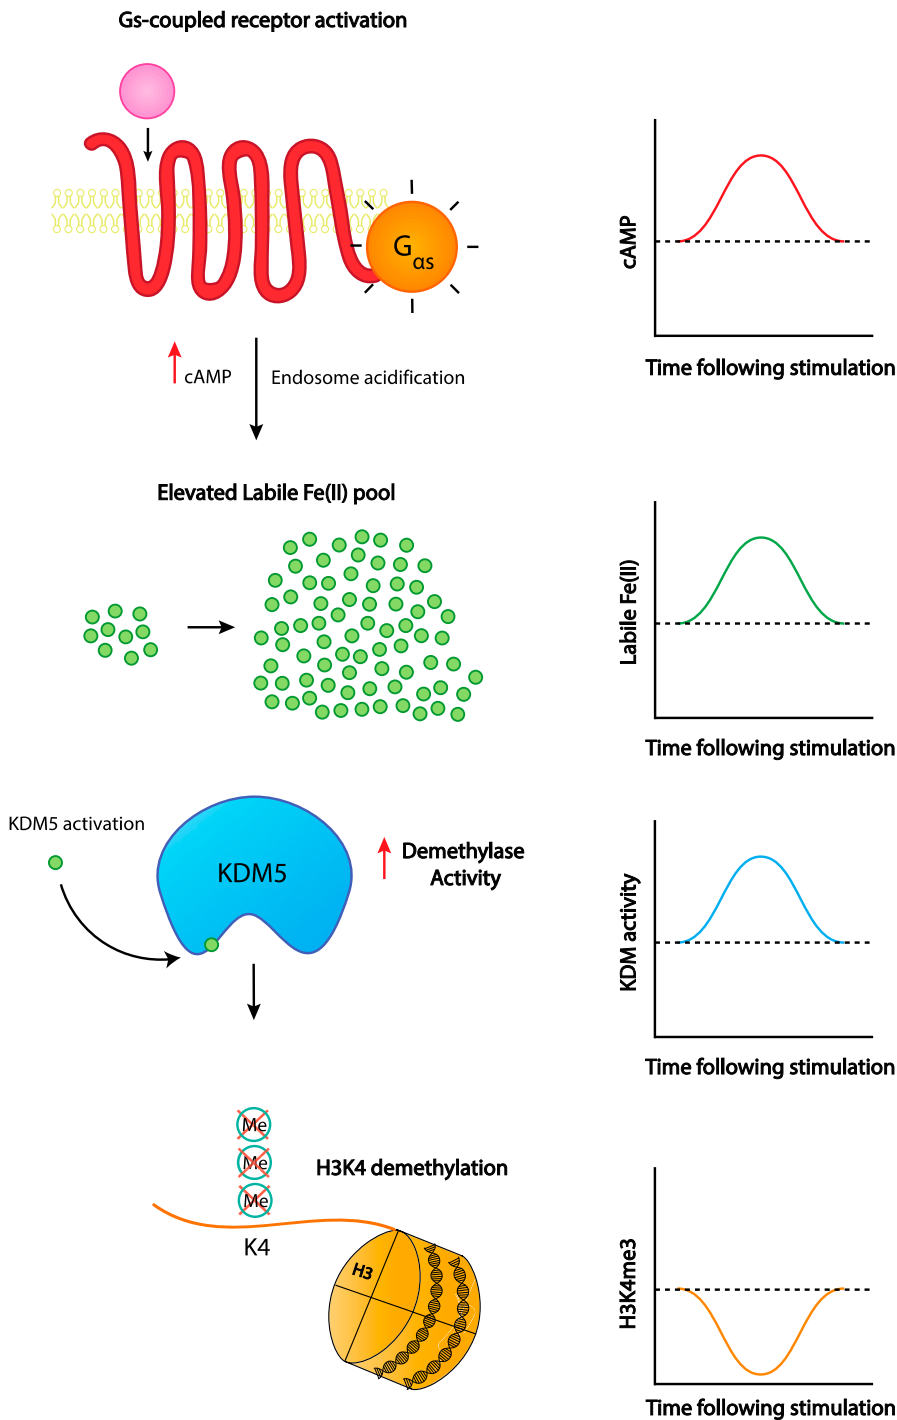 Gs-coupled receptor activation
Gαs
cAMP
Endosome acidification
cAMP
Time following stimulation
Elevated Labile Fe(II) pool
Labile Fe(II)
Time following stimulation
KDM5 activation
KDM5
Demethylase
Activity
KDM activity
Time following stimulation
Me
Me
Me
H3K4 demethylation
K4
H3
H3K4me3
Time following stimulation